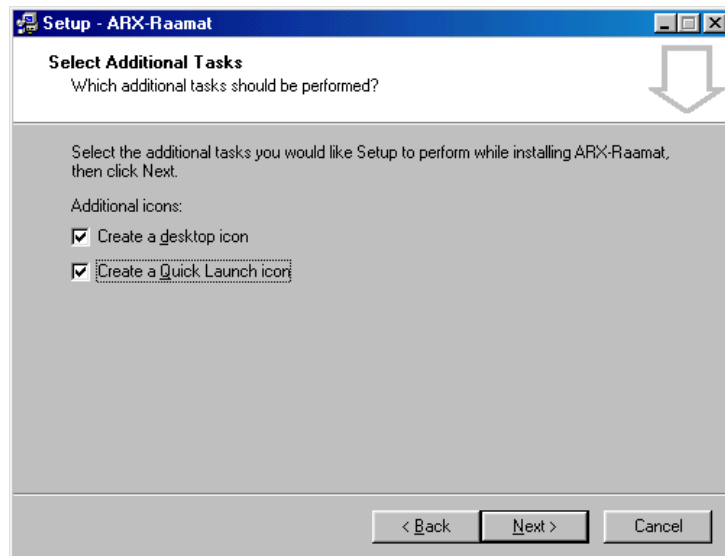 Setup - ARX-Raamat
Select Additional Tasks
Which additional tasks should be performed?
Select the additional tasks you would like Setup to perform while installing ARX-Raamat,
then click Next.
Additional icons:
Create a desktop icon
Create a Quick Launch icon
< Back
Next >
Cancel